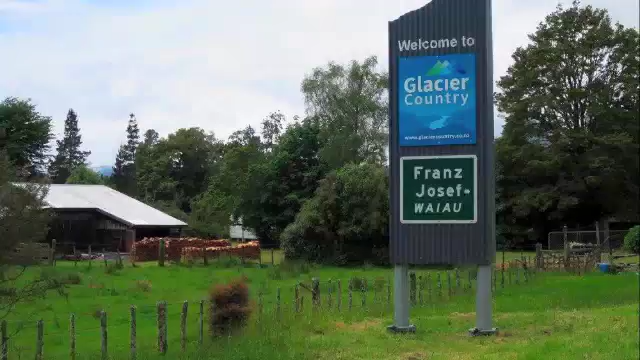 Welcome to
Glacier
Country
www.glaciercountry.co.nz
Franz
Josef-
WAIAU